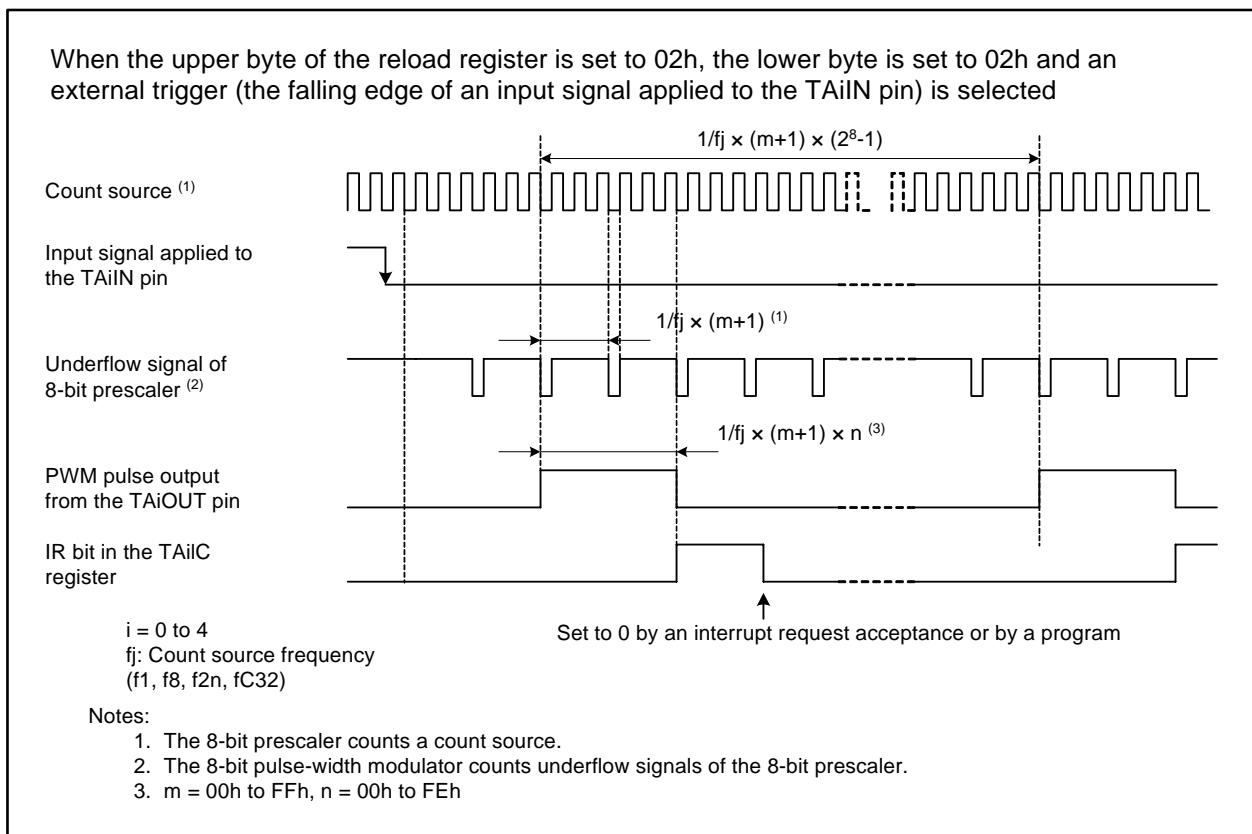 When the upper byte of the reload register is set to 02h, the lower byte is set to 02h and an
external trigger (the falling edge of an input signal applied to the TAiIN pin) is selected
1/fj × (m+1) × (2⁸-1)
Count source (1)
Input signal applied to
the TAiIN pin
1/fj × (m+1) (1)
Underflow signal of
8-bit prescaler (2)
1/fj × (m+1) × n (3)
PWM pulse output
from the TAiOUT pin
IR bit in the TAiIC
register
Set to 0 by an interrupt request acceptance or by a program
i = 0 to 4
fj: Count source frequency
(f1, f8, f2n, fC32)
Notes:
1. The 8-bit prescaler counts a count source.
2. The 8-bit pulse-width modulator counts underflow signals of the 8-bit prescaler.
3. m = 00h to FFh, n = 00h to FEh